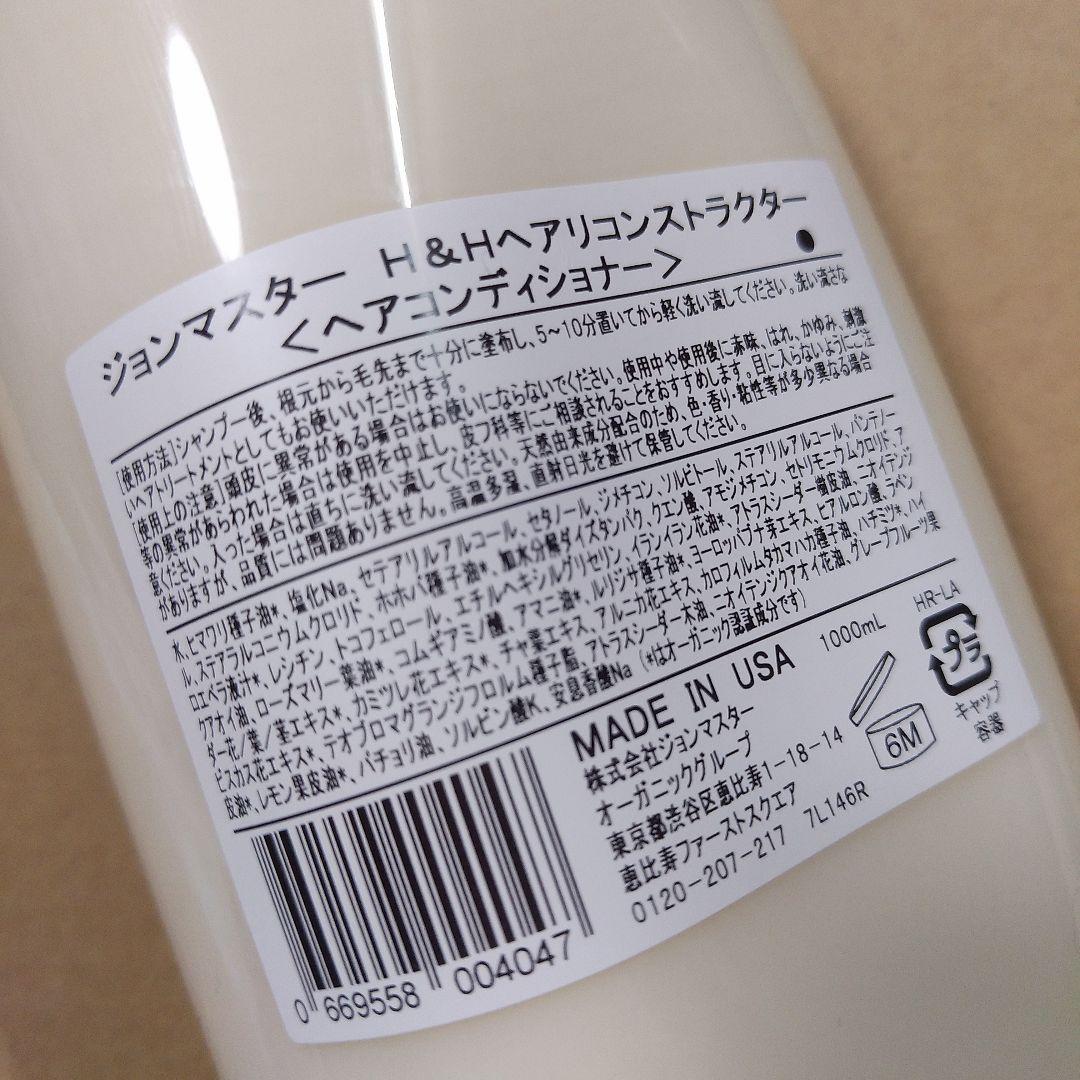 ジョンマスター H&Hヘアリコンストラクター
<ヘアコンディショナー>
[使用方法]シャンプー後、根元から毛先まで十分に塗布し、5～10分置いてから軽く洗い流してください。洗い流さな
いヘアトリートメントとしてもお使いいただけます。
[使用上の注意]頭皮に異常がある場合はお使いにならないでください。使用中や使用後に赤味、はれ、かゆみ、刺激
等の異常があらわれた場合は使用を中止し、皮フ科等にご相談されることをおすすめします。目に入らないようにご注
意ください。入った場合は直ちに洗い流してください。天然由来成分配合のため、色・香り・粘性等が多少異なる場合
がありますが、品質には問題ありません。高温多湿、直射日光を避けて保管してください。
水、ヒマワリ種子油*、塩化Na、セテアリルアルコール、セタノール、ジメチコン、ソルビトール、ステアリルアルコール、パンテノー
ル、ステアラルコニウムクロリド、ホホバ種子油*、加水分解ダイズタンパク、クエン酸、アモジメチコン、セトリモニウムクロリド、ア
ロエベラ液汁*、レシチン、トコフェロール、エチルヘキシルグリセリン、イランイラン花油*、アトラスシーダー樹皮油、ニオイテンジ
クアオイ油、ローズマリー葉油*、コムギアミノ酸、アマニ油*、ルリジサ種子油*、ヨーロッパブナ芽エキス、ヒアルロン酸、ラベン
ダー花/葉/茎エキス*、カミツレ花エキス*、チャ葉エキス、アルニカ花エキス、カロフィルムタカマハカ種子油、ハチミツ*、ハイ
ビスカス花エキス*、テオブロマグランジフロルム種子脂、アトラスシーダー木油、ニオイテンジクアオイ花油、グレープフルーツ果
皮油*、レモン果皮油*、パチョリ油、ソルビン酸K、安息香酸Na (*はオーガニック認証成分です)
HR-LA
1000mL
MADE IN USA
プラ
キャップ
容器
6M
株式会社ジョンマスター
オーガニックグループ
東京都渋谷区恵比寿1-18-14
恵比寿ファーストスクエア
0120-207-217 7L146R
0 669558 004047